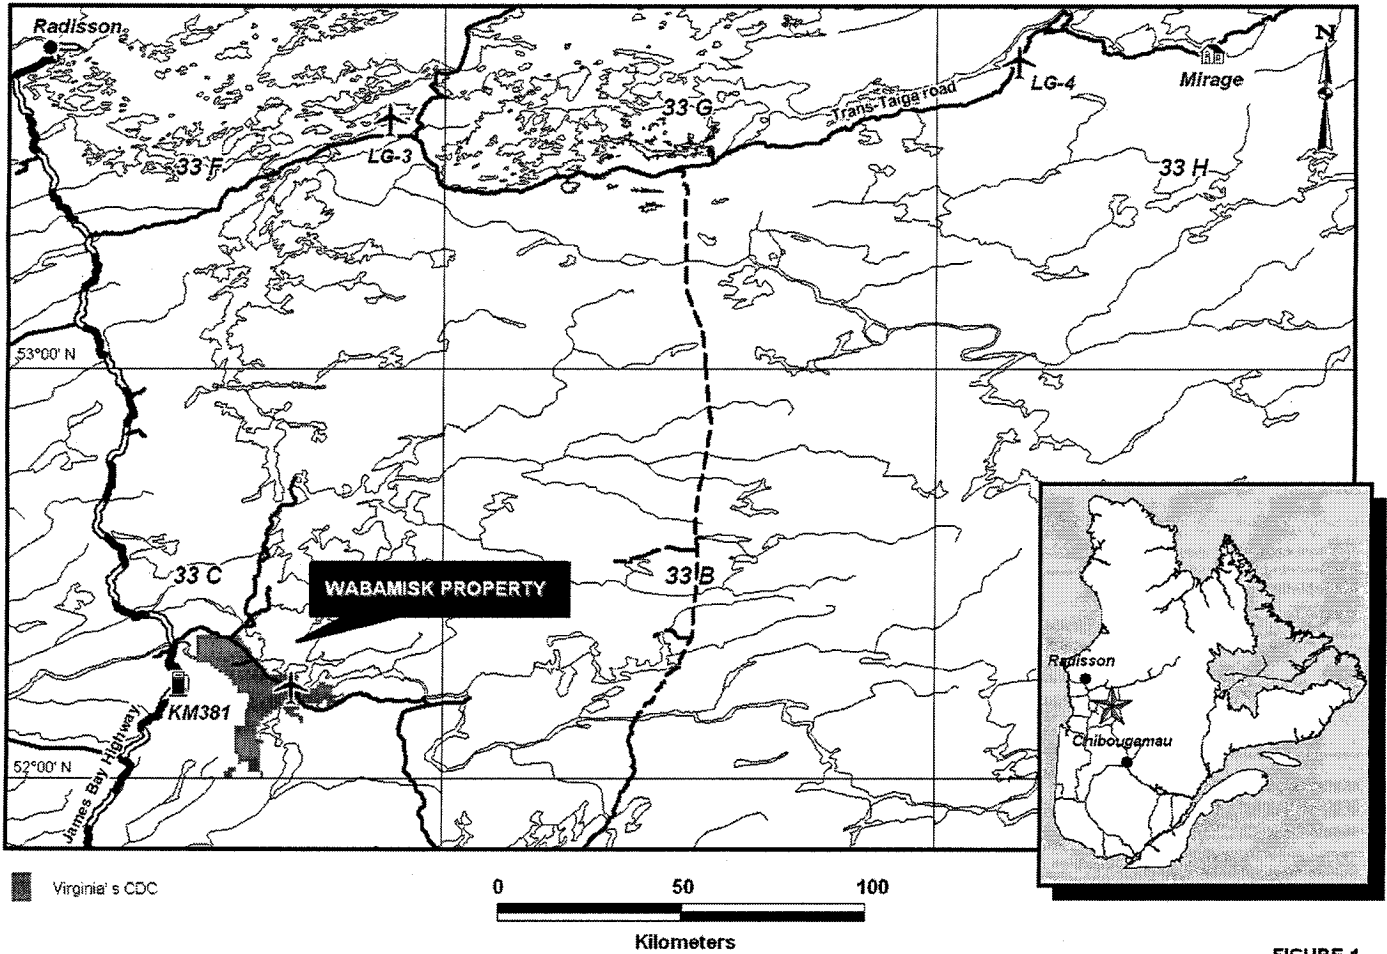 Radisson
N
33 G
Trans-Taiga road
LG-4
Mirage
LG-3
33 F
33 H
53°00' N
33 C
WABAMISK PROPERTY
33 B
KM381
James Bay Highway
52°00' N
Radisson
Chibougamau
Virginia' s CDC
0 50 100
Kilometers
FIGURE 1